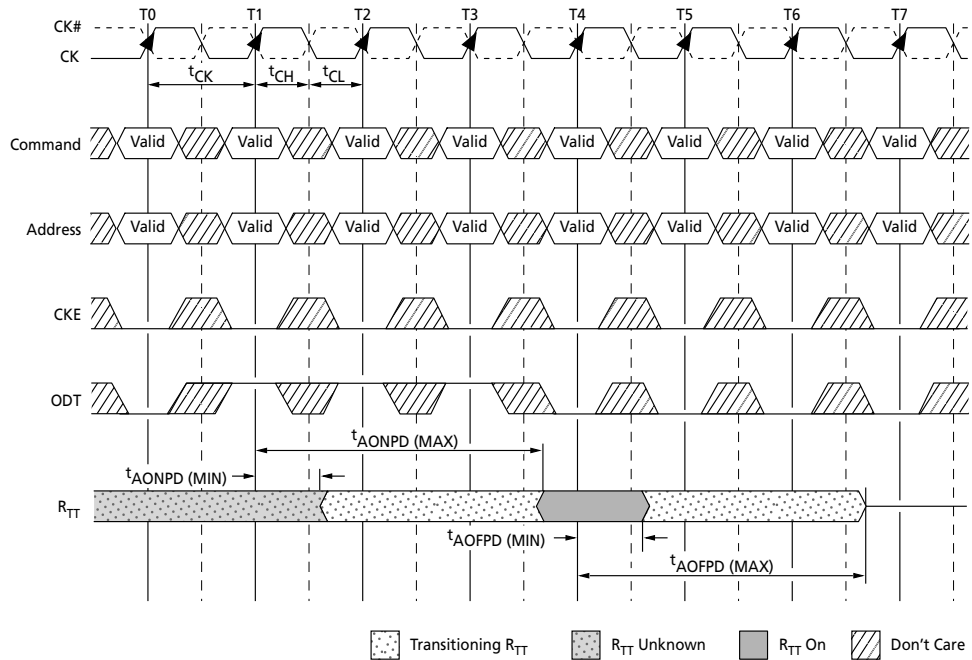 T0 T1 T2 T3 T4 T5 T6 T7
CK#
CK
tCK tCH tCL
Command Valid Valid Valid Valid Valid Valid Valid Valid
Address Valid Valid Valid Valid Valid Valid Valid Valid
CKE
ODT
tAONPD (MAX)
tAONPD (MIN)
RTT
tAOFPD (MIN)
tAOFPD (MAX)
Transitioning RTT RTT Unknown RTT On Don't Care